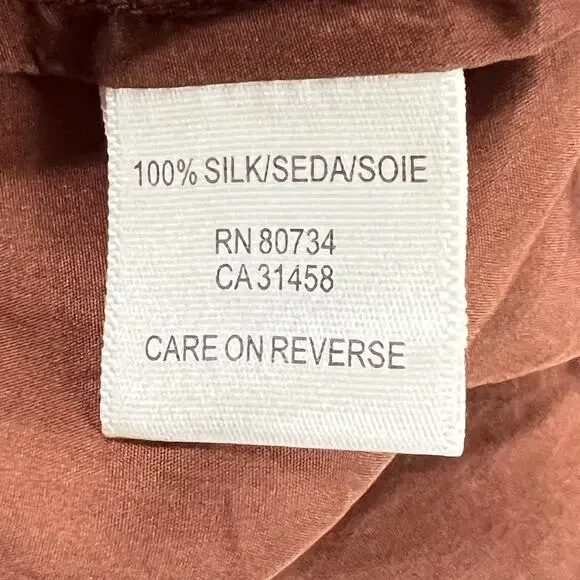 100% SILK/SEDA/SOIE
RN 80734
CA 31458
CARE ON REVERSE